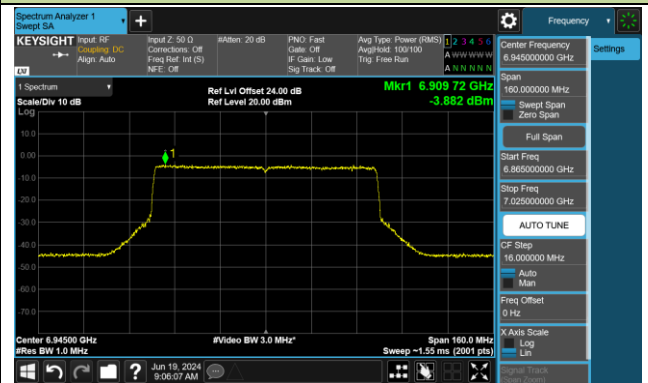 Spectrum Analyzer 1
Swept SA
+
Frequency
KEYSIGHT
Input: RF
Coupling: DC
Align: Auto
Input Z: 50 Ω
Corrections: Off
Freq Ref: Int (S)
NFE: Off
#Atten: 20 dB
PNO: Fast
Gate: Off
IF Gain: Low
Sig Track: Off
Avg Type: Power (RMS)
Avg|Hold: 100/100
Trig: Free Run
1 2 3 4 5 6
A W W W W W
A N N N N N
LXI
1 Spectrum
Scale/Div 10 dB
Log
Ref Lvl Offset 24.00 dB
Ref Level 20.00 dBm
Mkr1 6.909 72 GHz
-3.882 dBm
1
10.0
0.00
-10.0
-20.0
-30.0
-40.0
-50.0
-60.0
-70.0
Center 6.94500 GHz
#Res BW 1.0 MHz
#Video BW 3.0 MHz*
Span 160.0 MHz
Sweep ~1.55 ms (2001 pts)
Center Frequency
6.945000000 GHz
Settings
Span
160.000000 MHz
Swept Span
Zero Span
Full Span
Start Freq
6.865000000 GHz
Stop Freq
7.025000000 GHz
AUTO TUNE
CF Step
16.000000 MHz
Auto
Man
Freq Offset
0 Hz
X Axis Scale
Log
Lin
Signal Track
(Span Zoom)
?
Jun 19, 2024
9:06:07 AM